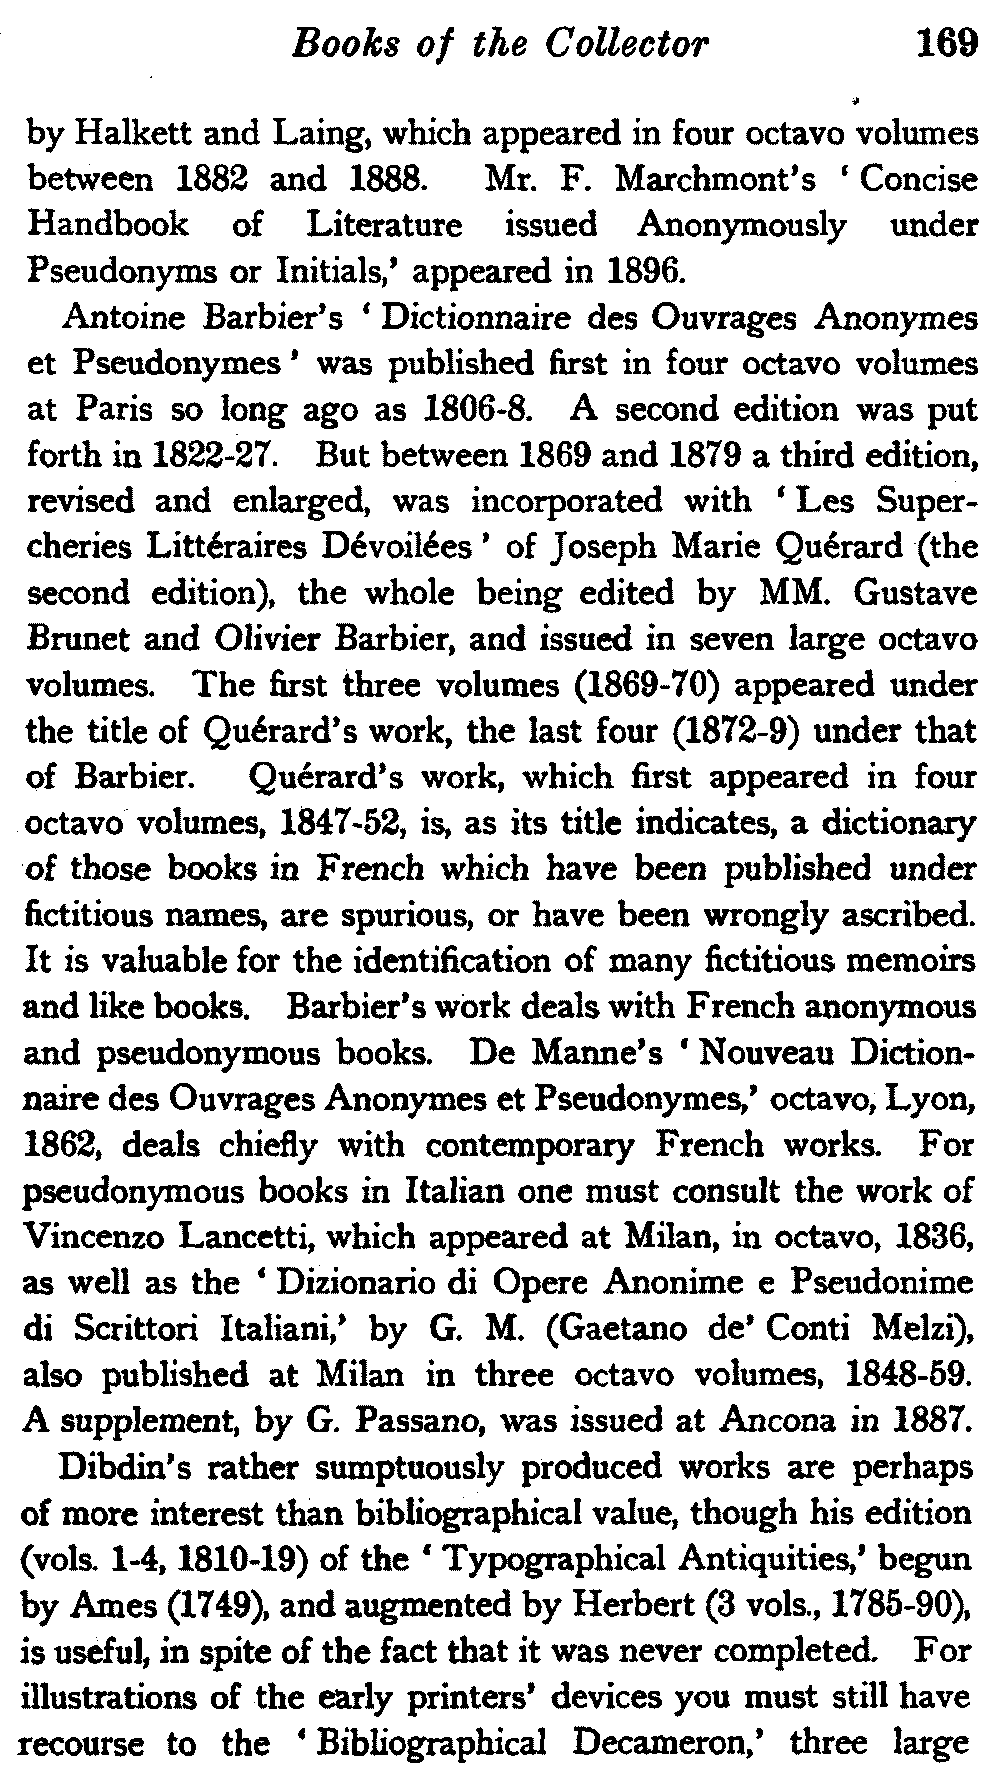 Books of the Collector 169
by Halkett and Laing, which appeared in four octavo volumes
between 1882 and 1888. Mr. F. Marchmont's ‘ Concise
Handbook of Literature issued Anonymously under
Pseudonyms or Initials,’ appeared in 1896.
Antoine Barbier's ‘ Dictionnaire des Ouvrages Anonymes
et Pseudonymes ’ was published first in four octavo volumes
at Paris so long ago as 1806-8. A second edition was put
forth in 1822-27. But between 1869 and 1879 a third edition,
revised and enlarged, was incorporated with ‘ Les Super-
cheries Littéraires Dévoilées ’ of Joseph Marie Quérard (the
second edition), the whole being edited by MM. Gustave
Brunet and Olivier Barbier, and issued in seven large octavo
volumes. The first three volumes (1869-70) appeared under
the title of Quérard's work, the last four (1872-9) under that
of Barbier. Quérard's work, which first appeared in four
octavo volumes, 1847-52, is, as its title indicates, a dictionary
of those books in French which have been published under
fictitious names, are spurious, or have been wrongly ascribed.
It is valuable for the identification of many fictitious memoirs
and like books. Barbier's work deals with French anonymous
and pseudonymous books. De Manne's ‘ Nouveau Diction-
naire des Ouvrages Anonymes et Pseudonymes,’ octavo, Lyon,
1862, deals chiefly with contemporary French works. For
pseudonymous books in Italian one must consult the work of
Vincenzo Lancetti, which appeared at Milan, in octavo, 1836,
as well as the ‘ Dizionario di Opere Anonime e Pseudonime
di Scrittori Italiani,’ by G. M. (Gaetano de' Conti Melzi),
also published at Milan in three octavo volumes, 1848-59.
A supplement, by G. Passano, was issued at Ancona in 1887.
Dibdin's rather sumptuously produced works are perhaps
of more interest than bibliographical value, though his edition
(vols. 1-4, 1810-19) of the ‘ Typographical Antiquities,’ begun
by Ames (1749), and augmented by Herbert (3 vols., 1785-90),
is useful, in spite of the fact that it was never completed. For
illustrations of the early printers' devices you must still have
recourse to the ‘ Bibliographical Decameron,’ three large